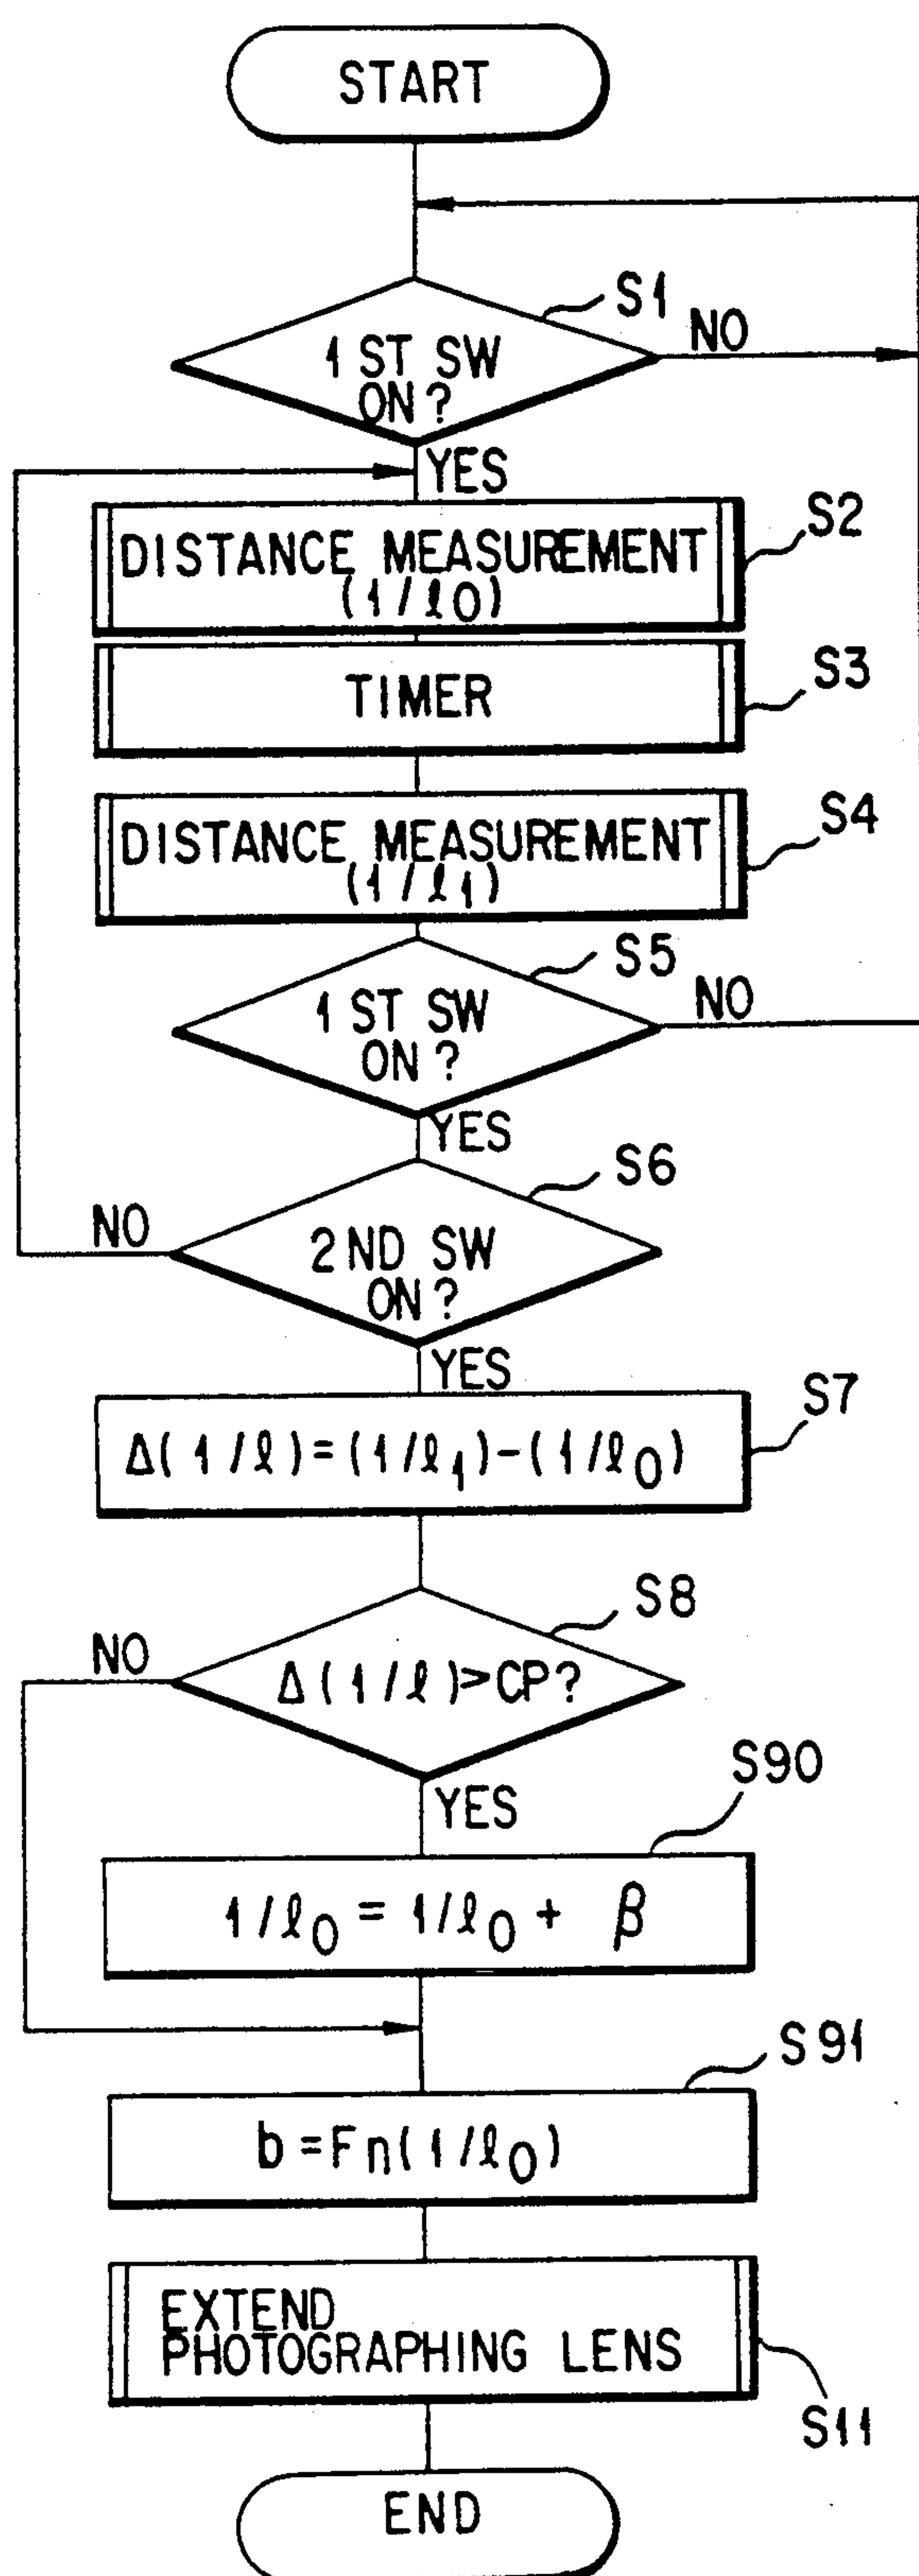 START
S1
1 ST SW
ON?
NO
YES
S2
DISTANCE MEASUREMENT
(1/ℓ0)
S3
TIMER
S4
DISTANCE MEASUREMENT
(1/ℓ1)
S5
1 ST SW
ON?
NO
YES
S6
NO
2ND SW
ON?
YES
S7
Δ(1/ℓ)=(1/ℓ1)-(1/ℓ0)
S8
NO
Δ(1/ℓ)>CP?
S90
YES
1/ℓ0 = 1/ℓ0 + β
S91
b=Fn(1/ℓ0)
EXTEND
PHOTOGRAPHING LENS
S11
END